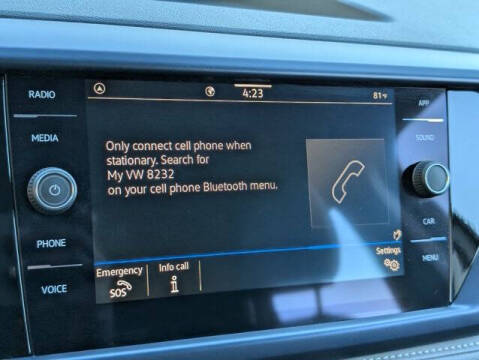 RADIO
MEDIA
PHONE
VOICE
4:23
81°F
Only connect cell phone when
stationary. Search for
My VW 8232
on your cell phone Bluetooth menu.
Emergency
SOS
Info call
i
Settings
APP
SOUND
CAR
MENU